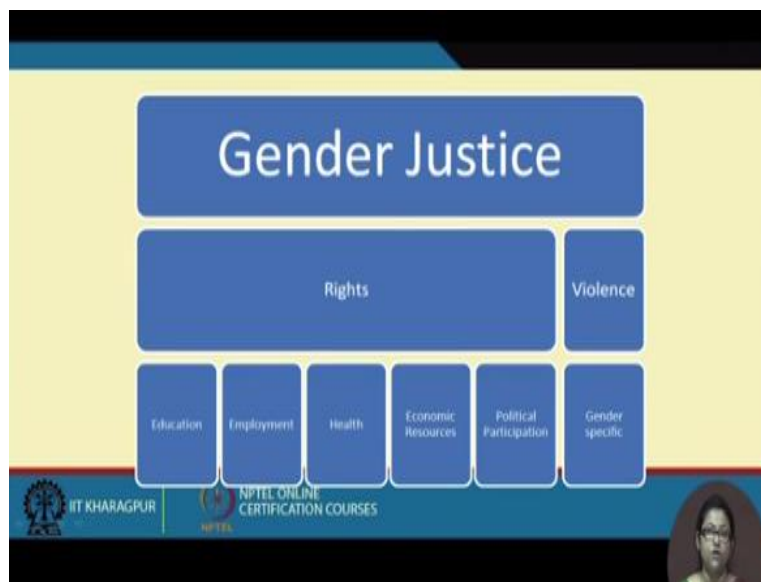 Gender Justice
Rights
Violence
Education
Employment
Health
Economic
Resources
Political
Participation
Gender
specific
IIT KHARAGPUR
NPTEL
NPTEL ONLINE
CERTIFICATION COURSES